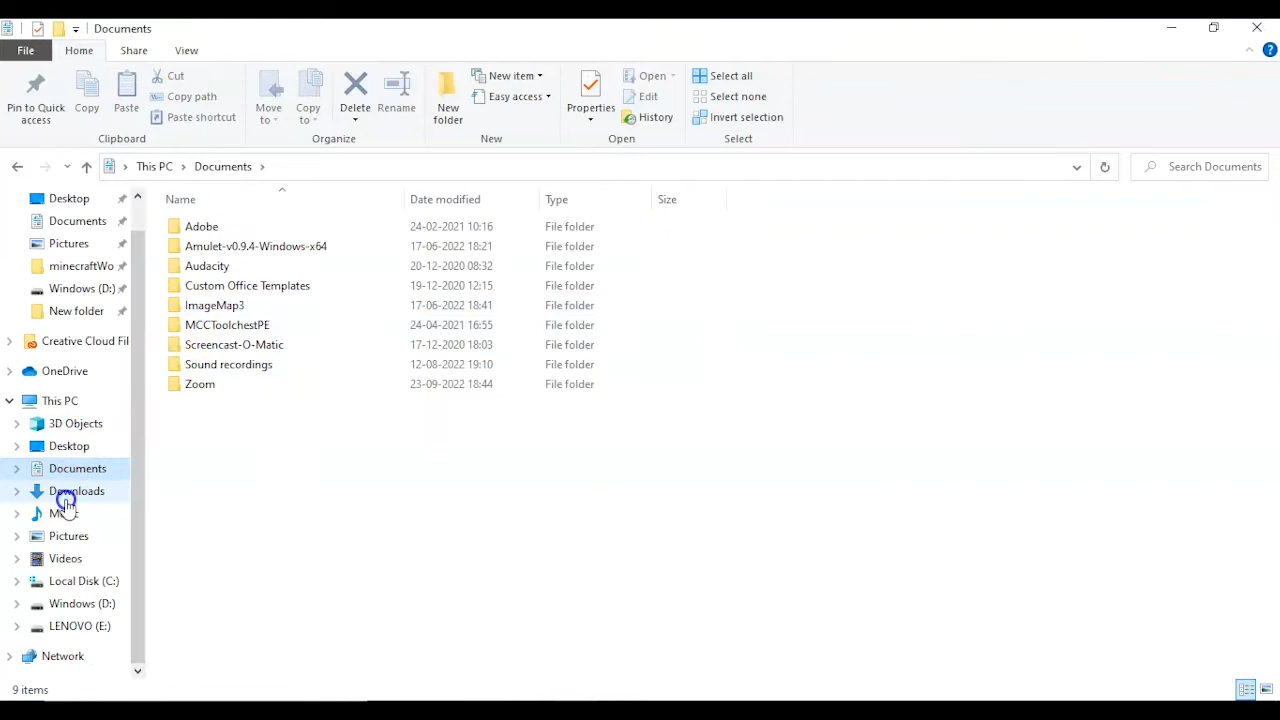 Documents
File Home Share View
Pin to Quick access
Copy
Paste
Cut
Copy path
Paste shortcut
Clipboard
Move to
Copy to
Delete
Rename
Organize
New folder
New item
Easy access
New
Properties
Open
Edit
History
Open
Select all
Select none
Invert selection
Select
This PC > Documents >
Search Documents
Desktop
Documents
Pictures
minecraftWo
Windows (D:)
New folder
Creative Cloud Fil
OneDrive
This PC
3D Objects
Desktop
Documents
Downloads
Pictures
Videos
Local Disk (C:)
Windows (D:)
LENOVO (E:)
Network
Name Date modified Type Size
Adobe 24-02-2021 10:16 File folder
Amulet-v0.9.4-Windows-x64 17-06-2022 18:21 File folder
Audacity 20-12-2020 08:32 File folder
Custom Office Templates 19-12-2020 12:15 File folder
ImageMap3 17-06-2022 18:41 File folder
MCCToolchestPE 24-04-2021 16:55 File folder
Screencast-O-Matic 17-12-2020 18:03 File folder
Sound recordings 12-08-2022 19:10 File folder
Zoom 23-09-2022 18:44 File folder
9 items